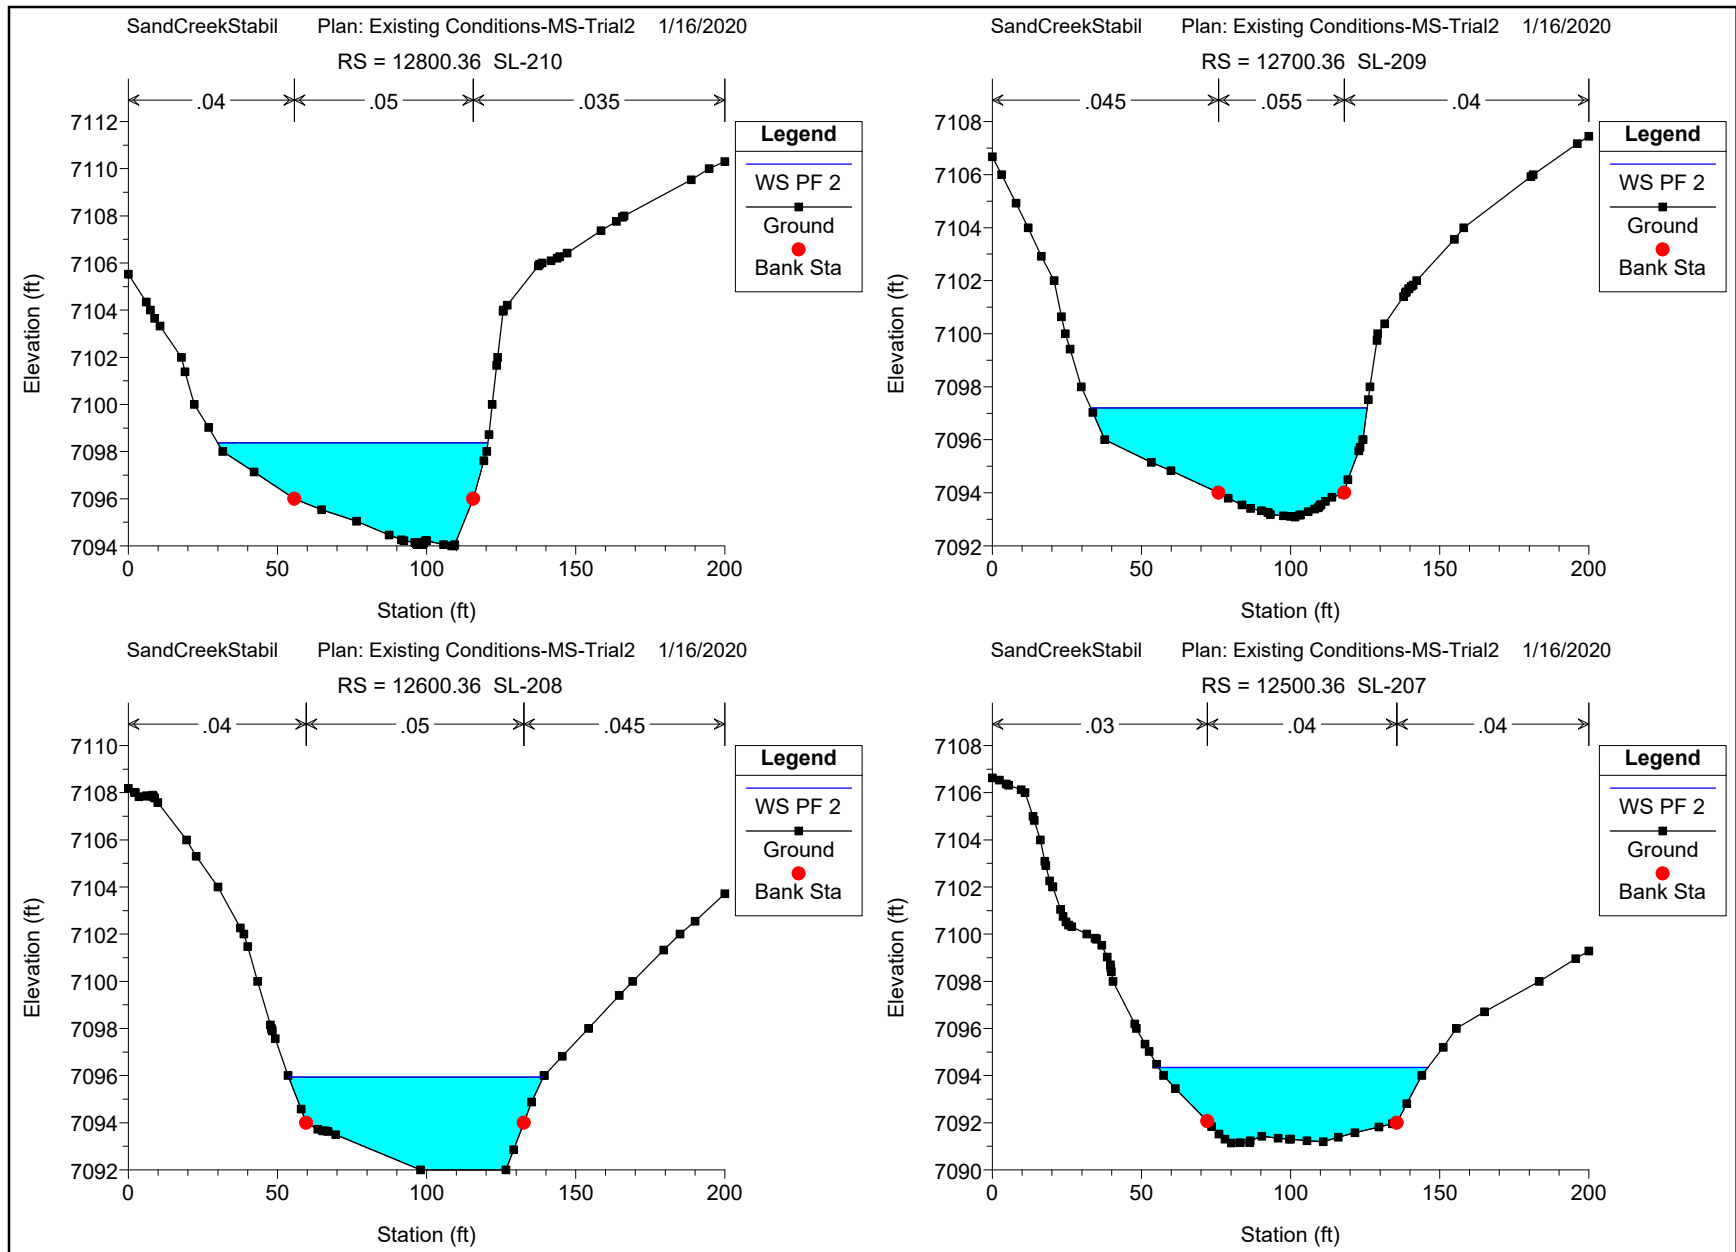 SandCreekStabil Plan: Existing Conditions-MS-Trial2 1/16/2020
RS = 12800.36 SL-210
.04 .05 .035
7112
7110
7108
7106
7104
7102
7100
7098
7096
7094
Elevation (ft)
0 50 100 150 200
Station (ft)
Legend
WS PF 2
Ground
Bank Sta
SandCreekStabil Plan: Existing Conditions-MS-Trial2 1/16/2020
RS = 12700.36 SL-209
.045 .055 .04
7108
7106
7104
7102
7100
7098
7096
7094
7092
Elevation (ft)
0 50 100 150 200
Station (ft)
Legend
WS PF 2
Ground
Bank Sta
SandCreekStabil Plan: Existing Conditions-MS-Trial2 1/16/2020
RS = 12600.36 SL-208
.04 .05 .045
7110
7108
7106
7104
7102
7100
7098
7096
7094
7092
Elevation (ft)
0 50 100 150 200
Station (ft)
Legend
WS PF 2
Ground
Bank Sta
SandCreekStabil Plan: Existing Conditions-MS-Trial2 1/16/2020
RS = 12500.36 SL-207
.03 .04 .04
7108
7106
7104
7102
7100
7098
7096
7094
7092
7090
Elevation (ft)
0 50 100 150 200
Station (ft)
Legend
WS PF 2
Ground
Bank Sta